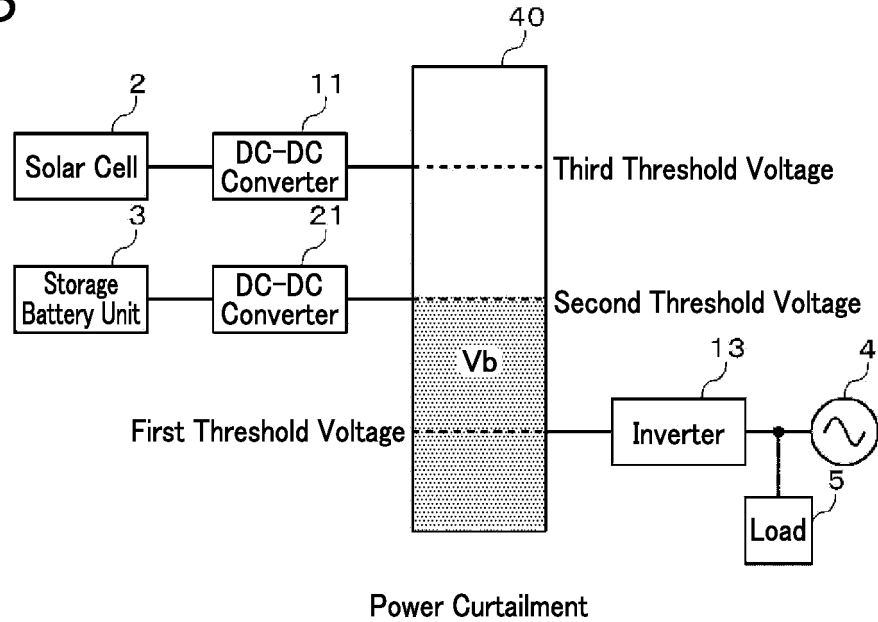 40
2
11
Solar Cell
DC-DC
Converter
Third Threshold Voltage
3
21
Storage
Battery Unit
DC-DC
Converter
Second Threshold Voltage
Vb
13
4
First Threshold Voltage
Inverter
5
Load
Power Curtailment